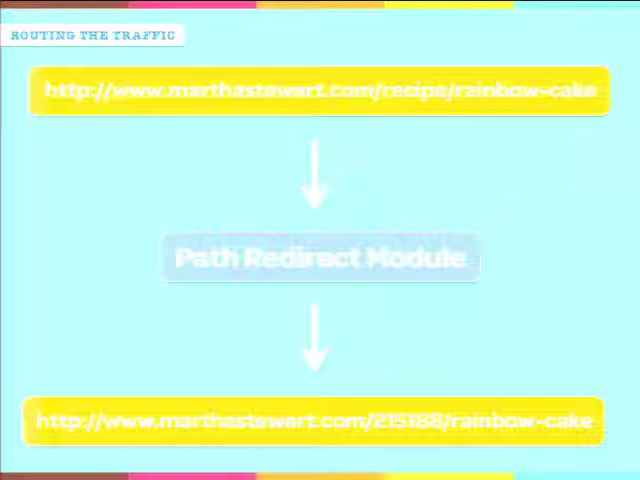 ROUTING THE TRAFFIC
http://www.marthastewart.com/recipe/rainbow-cake
Path Redirect Module
http://www.marthastewart.com/215188/rainbow-cake